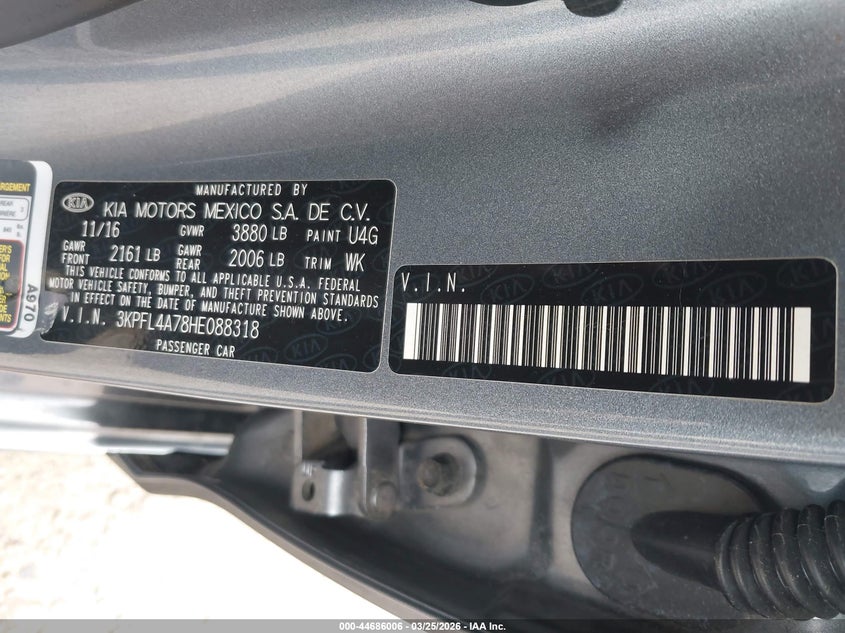 MANUFACTURED BY
KIA KIA MOTORS MEXICO S.A. DE C.V.
11/16 GVWR 3880 LB PAINT U4G
GAWR FRONT 2161 LB GAWR REAR 2006 LB TRIM WK
THIS VEHICLE CONFORMS TO ALL APPLICABLE U.S.A. FEDERAL
MOTOR VEHICLE SAFETY, BUMPER, AND THEFT PREVENTION STANDARDS
IN EFFECT ON THE DATE OF MANUFACTURE SHOWN ABOVE.
V.I.N. 3KPFL4A78HE088318
PASSENGER CAR
V.I.N.
A970
000-44686006 - 03/25/2026 - IAA Inc.